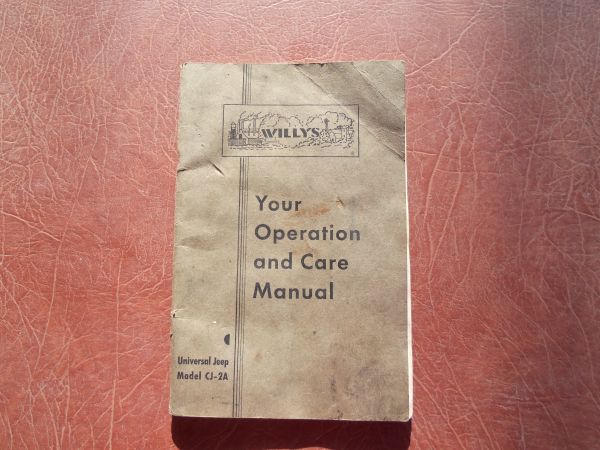 WILLYS
Your
Operation
and Care
Manual
Universal Jeep
Model CJ-2A